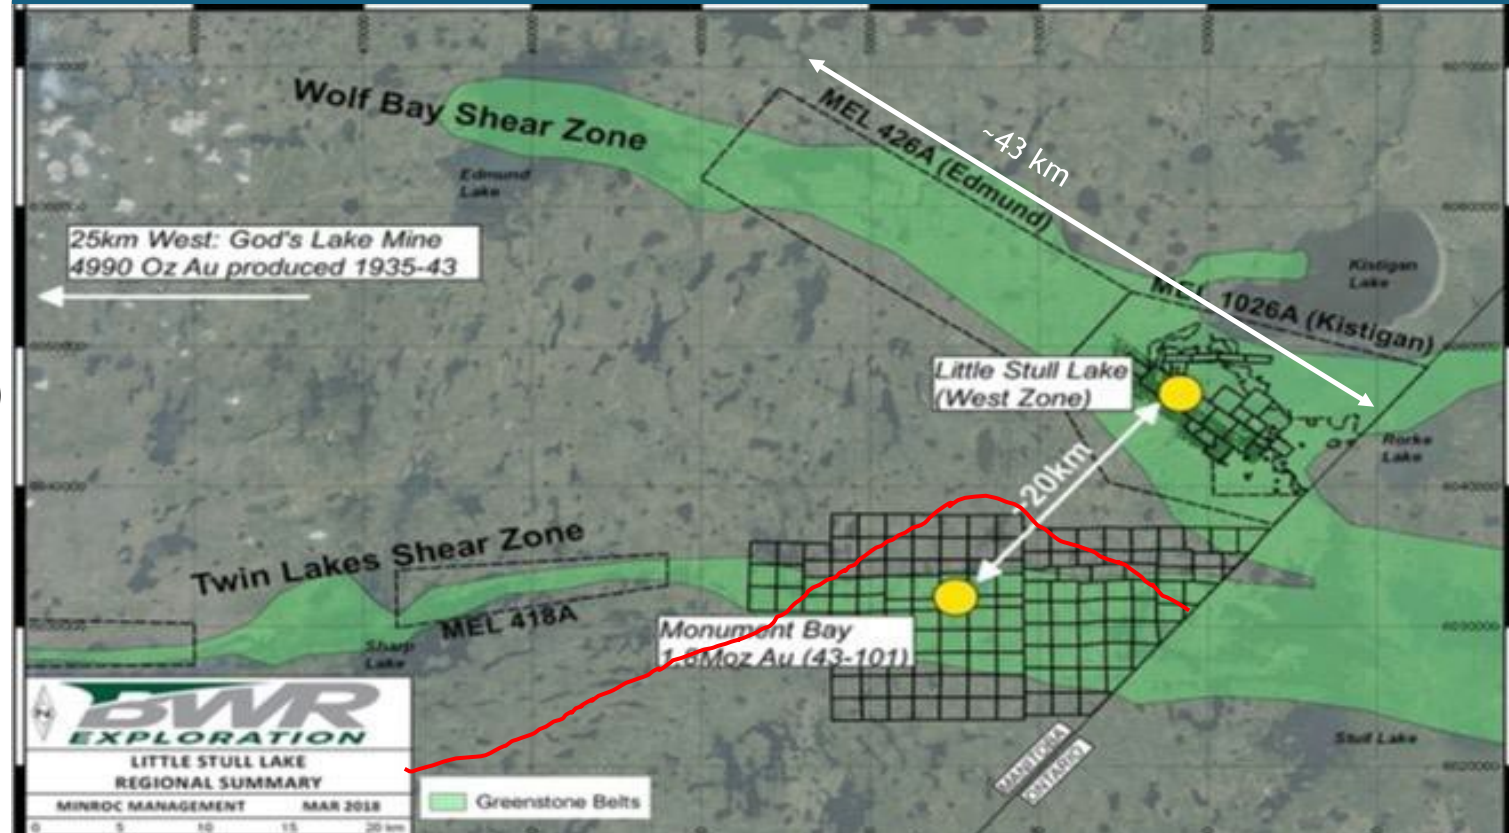 Wolf Bay Shear Zone
MEL 426A (Edmund)
~43 km
Edmund
Lake
25km West: God's Lake Mine
4990 Oz Au produced 1935-43
Kistigan
Lake
MEL 1026A (Kistigan)
Little Stull Lake
(West Zone)
Rorke
Lake
~20km
Twin Lakes Shear Zone
MEL 418A
Sharp
Lake
Monument Bay
1.6Moz Au (43-101)
Stull Lake
MANITOBA
ONTARIO
BWR
EXPLORATION
LITTLE STULL LAKE
REGIONAL SUMMARY
MINROC MANAGEMENT MAR 2018
0 5 10 15 20 km
Greenstone Belts